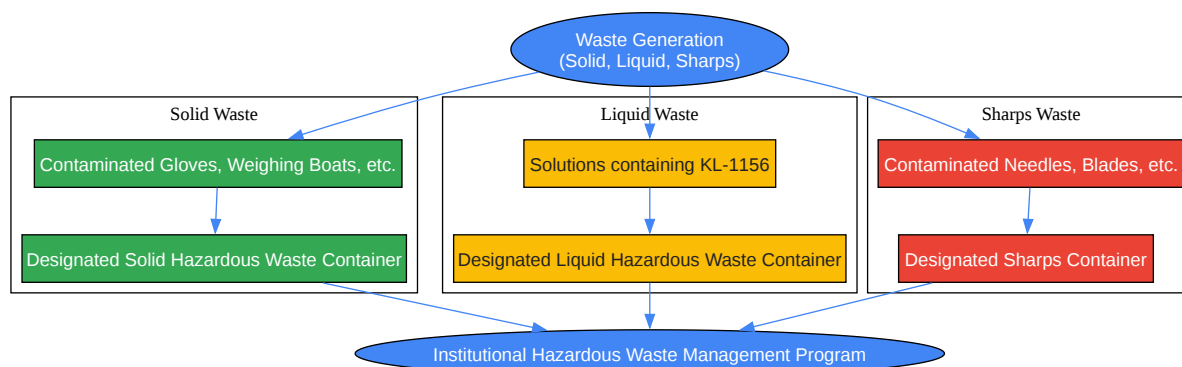 Waste Generation
(Solid, Liquid, Sharps)
Solid Waste
Liquid Waste
Sharps Waste
Contaminated Gloves, Weighing Boats, etc.
Solutions containing KL-1156
Contaminated Needles, Blades, etc.
Designated Solid Hazardous Waste Container
Designated Liquid Hazardous Waste Container
Designated Sharps Container
Institutional Hazardous Waste Management Program